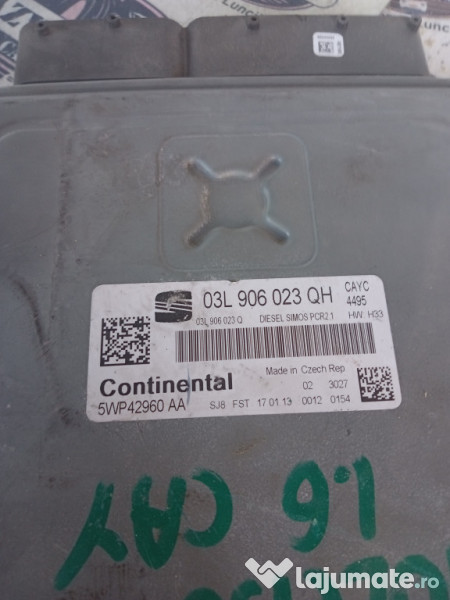 03L 906 023 QH
CAYC
4495
03L 906 023 Q DIESEL SIMOS PCR2.1 HW: H33
Made in Czech Rep
Continental
02 3027
5WP42960 AA
SJ8 FST 17 01 13 0012 0154
1.6 CAY
lajumate.ro